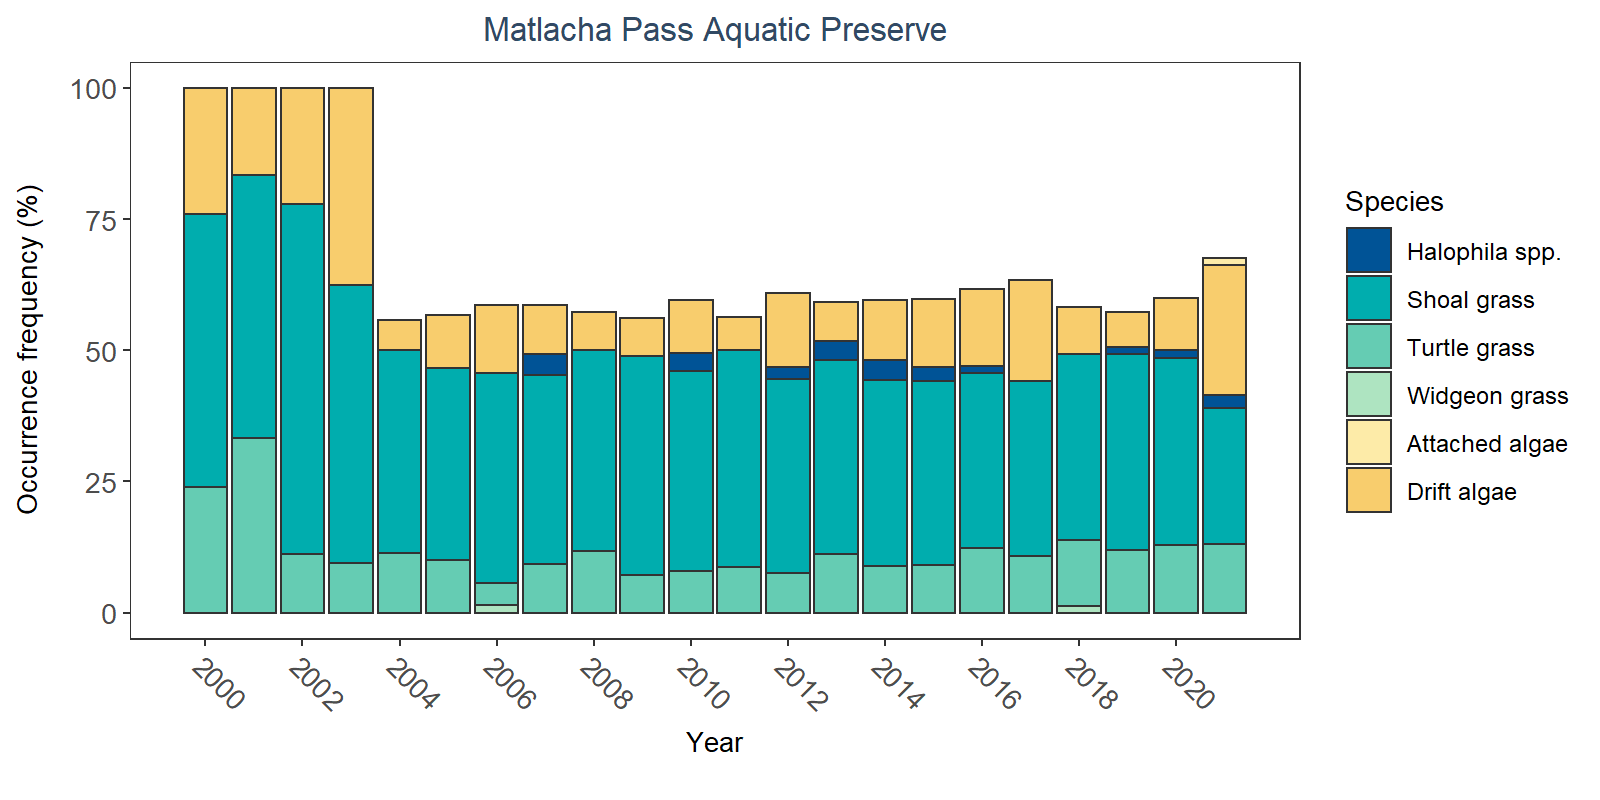 Matlacha Pass Aquatic Preserve
Occurrence frequency (%)
100
75
50
25
0
2000
2002
2004
2006
2008
2010
2012
2014
2016
2018
2020
Year
Species
Halophila spp.
Shoal grass
Turtle grass
Widgeon grass
Attached algae
Drift algae